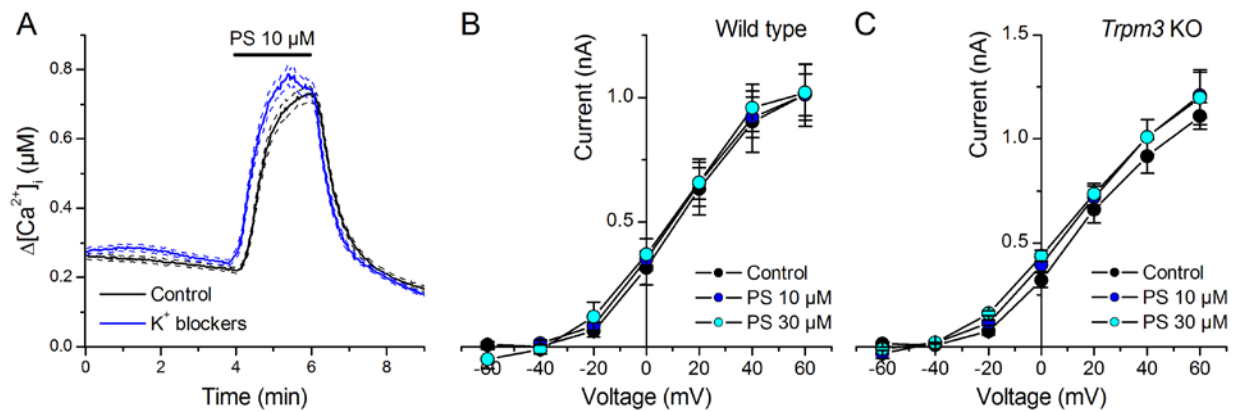 A
PS 10 µM
Δ[Ca²⁺]ᵢ (µM)
0.8
0.6
0.4
0.2
0.0
Control
K⁺ blockers
0 2 4 6 8
Time (min)
B
Wild type
Current (nA)
1.0
0.5
Control
PS 10 µM
PS 30 µM
-60 -40 -20 0 20 40 60
Voltage (mV)
C
Trpm3 KO
Current (nA)
1.5
1.0
0.5
Control
PS 10 µM
PS 30 µM
-60 -40 -20 0 20 40 60
Voltage (mV)